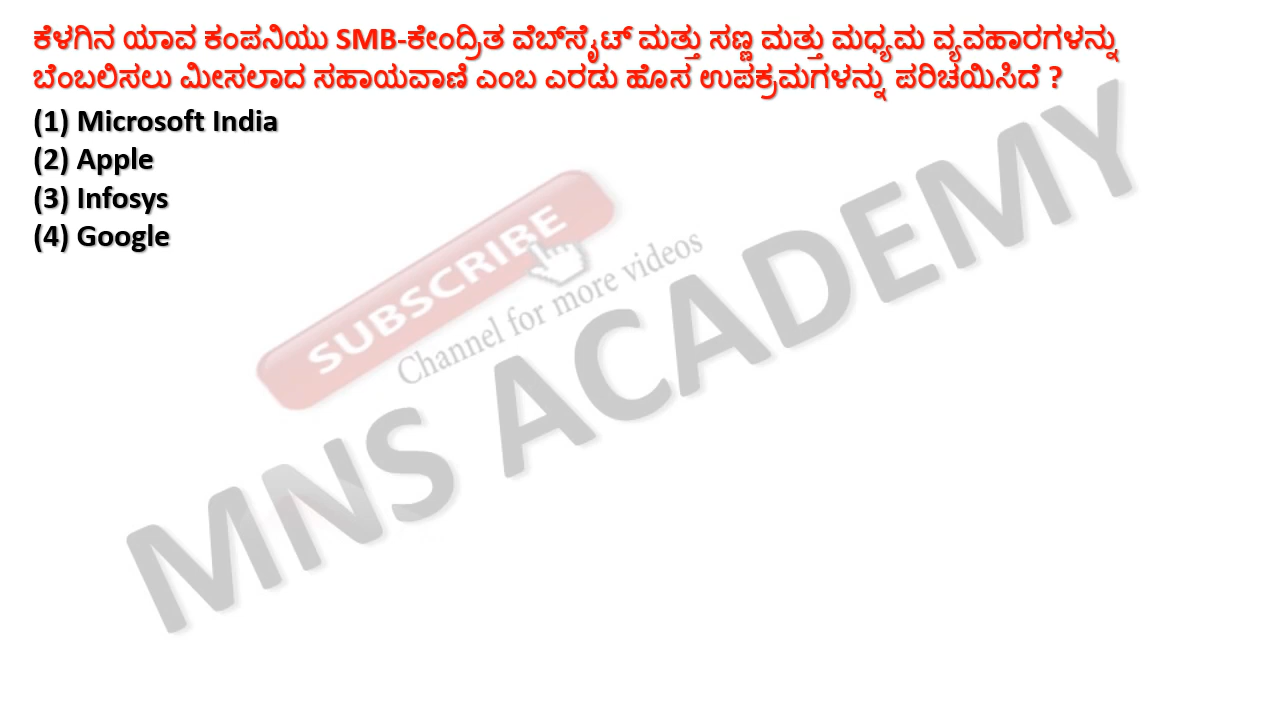 ಕೆಳಗಿನ ಯಾವ ಕಂಪನಿಯು SMB-ಕೇಂದ್ರಿತ ವೆಬ್‌ಸೈಟ್ ಮತ್ತು ಸಣ್ಣ ಮತ್ತು ಮಧ್ಯಮ ವ್ಯವಹಾರಗಳನ್ನು
ಬೆಂಬಲಿಸಲು ಮೀಸಲಾದ ಸಹಾಯವಾಣಿ ಎಂಬ ಎರಡು ಹೊಸ ಉಪಕ್ರಮಗಳನ್ನು ಪರಿಚಯಿಸಿದೆ ?
(1) Microsoft India
(2) Apple
(3) Infosys
(4) Google
SUBSCRIBE
Channel for more videos
MNS ACADEMY